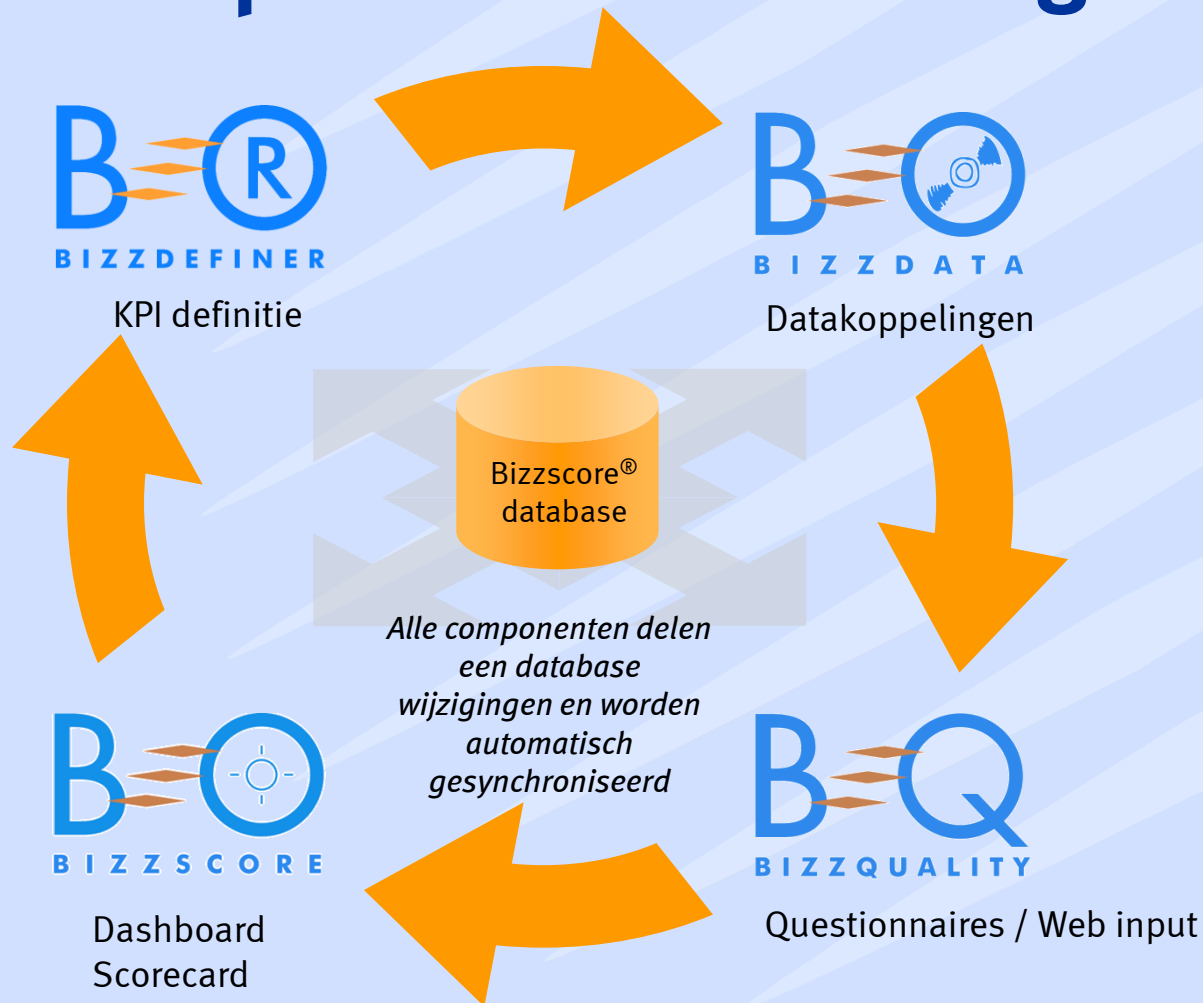 B R
BIZZDEFINER
KPI definitie
B
BIZZDATA
Datakoppelingen
Bizzscore®
database
Alle componenten delen
een database
wijzigingen en worden
automatisch
gesynchroniseerd
B
BIZZSCORE
Dashboard
Scorecard
B Q
BIZZQUALITY
Questionnaires / Web input